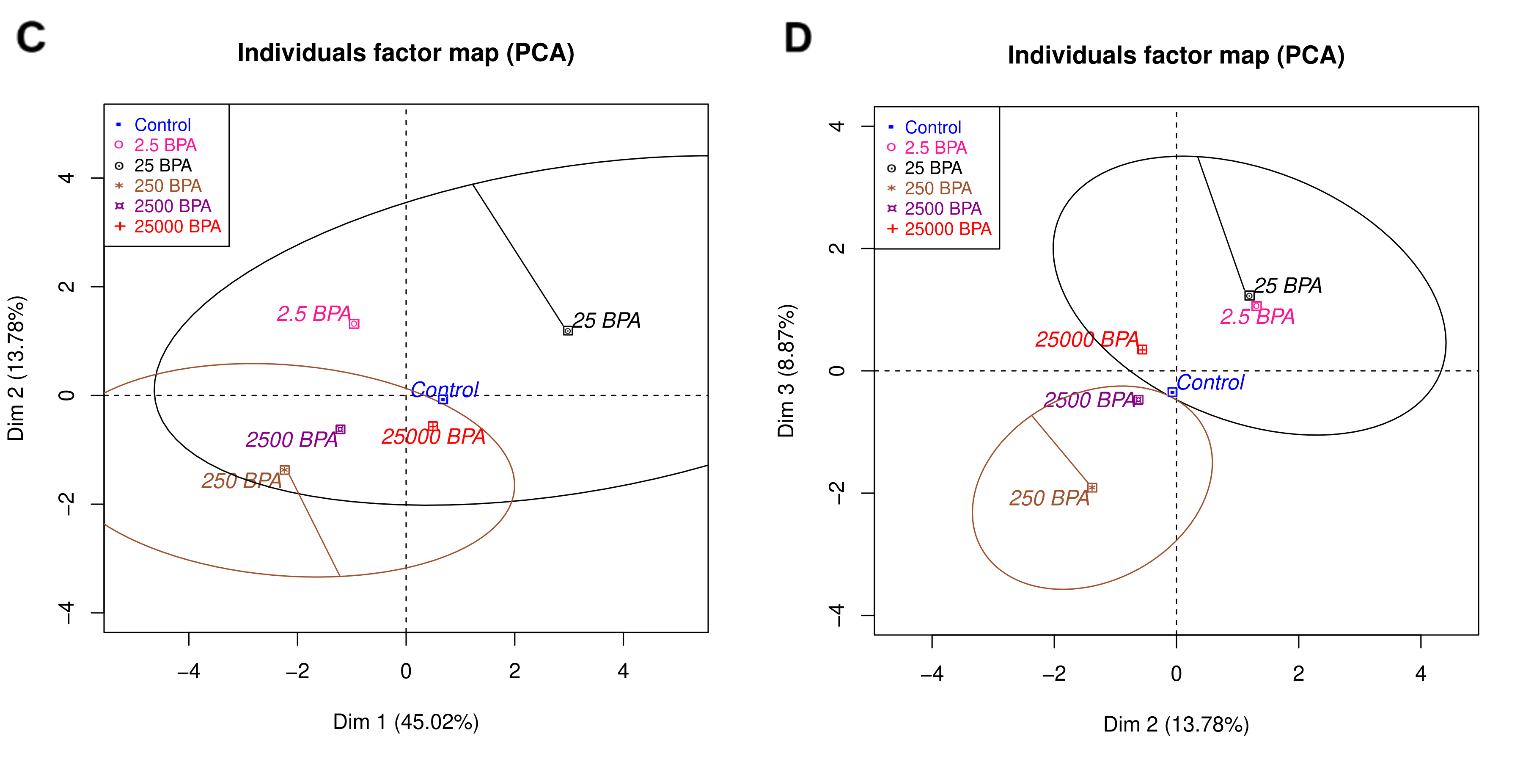 C
Individuals factor map (PCA)
Control
2.5 BPA
25 BPA
250 BPA
2500 BPA
25000 BPA
4
2
0
−2
−4
Dim 2 (13.78%)
2.5 BPA
25 BPA
Control
2500 BPA
25000 BPA
250 BPA
−4
−2
0
2
4
Dim 1 (45.02%)
D
Individuals factor map (PCA)
Control
2.5 BPA
25 BPA
250 BPA
2500 BPA
25000 BPA
4
2
0
−2
−4
Dim 3 (8.87%)
25 BPA
2.5 BPA
25000 BPA
Control
2500 BPA
250 BPA
−4
−2
0
2
4
Dim 2 (13.78%)